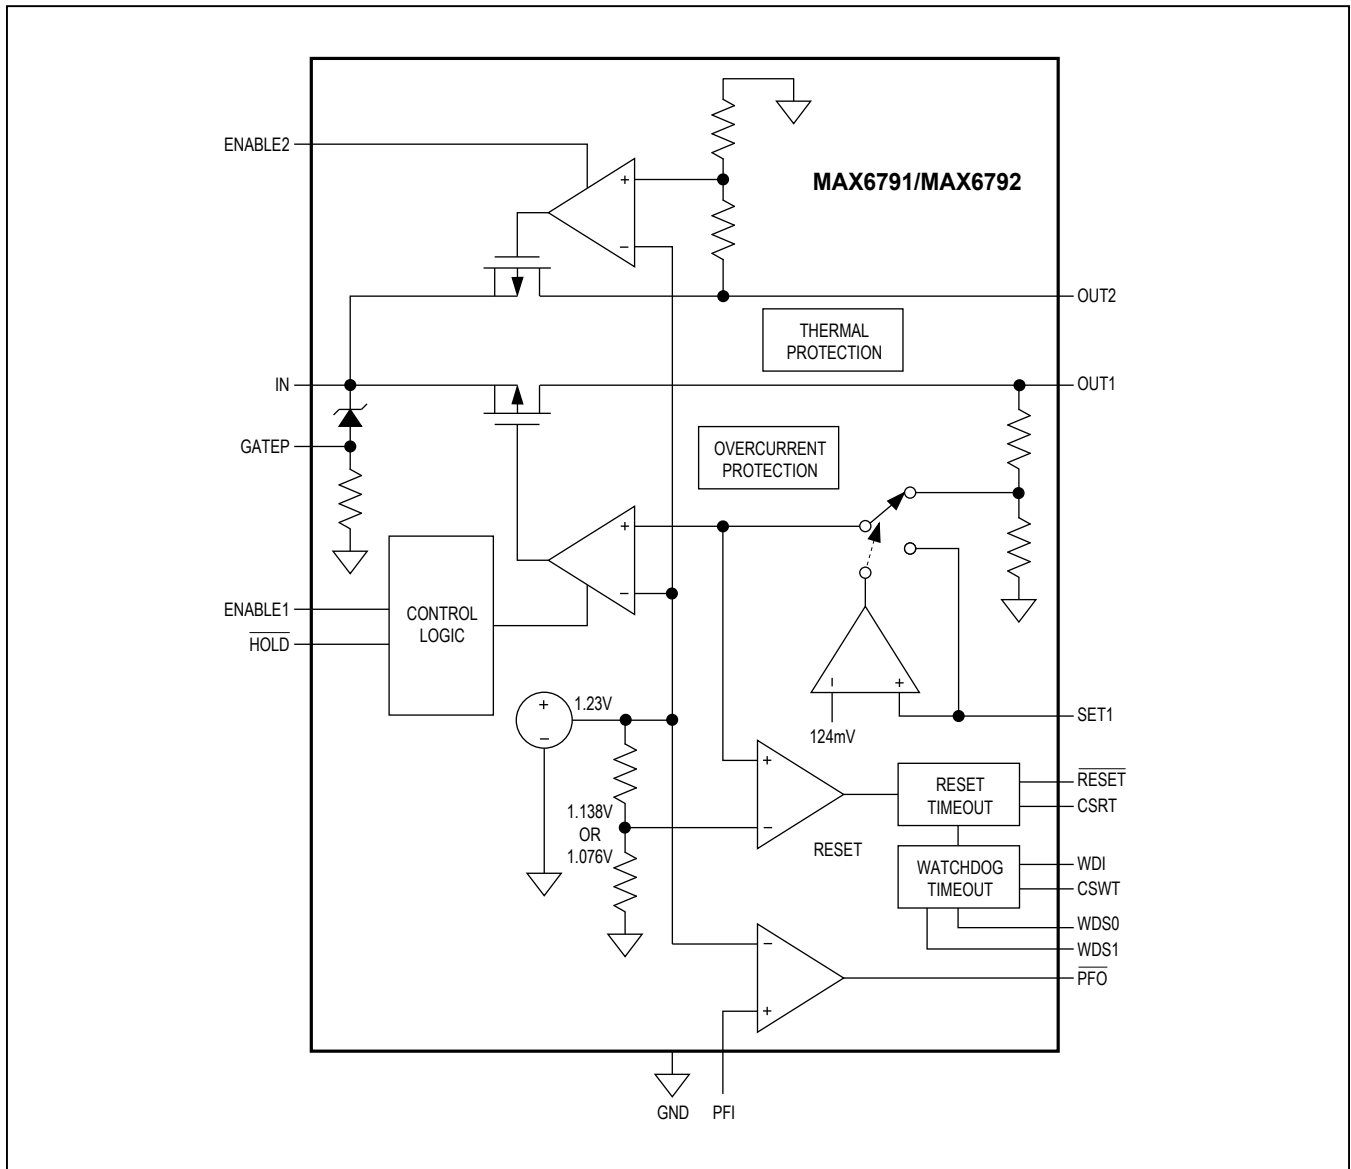 ENABLE2
+
MAX6791/MAX6792
−
OUT2
THERMAL
PROTECTION
IN
OUT1
GATEP
OVERCURRENT
PROTECTION
+
ENABLE1
−
CONTROL
LOGIC
HOLD
− +
+
1.23V
−
SET1
124mV
+
RESET
TIMEOUT
RESET
CSRT
1.138V
OR
1.076V
−
RESET
WATCHDOG
TIMEOUT
WDI
CSWT
WDS0
WDS1
−
PFO
+
GND
PFI